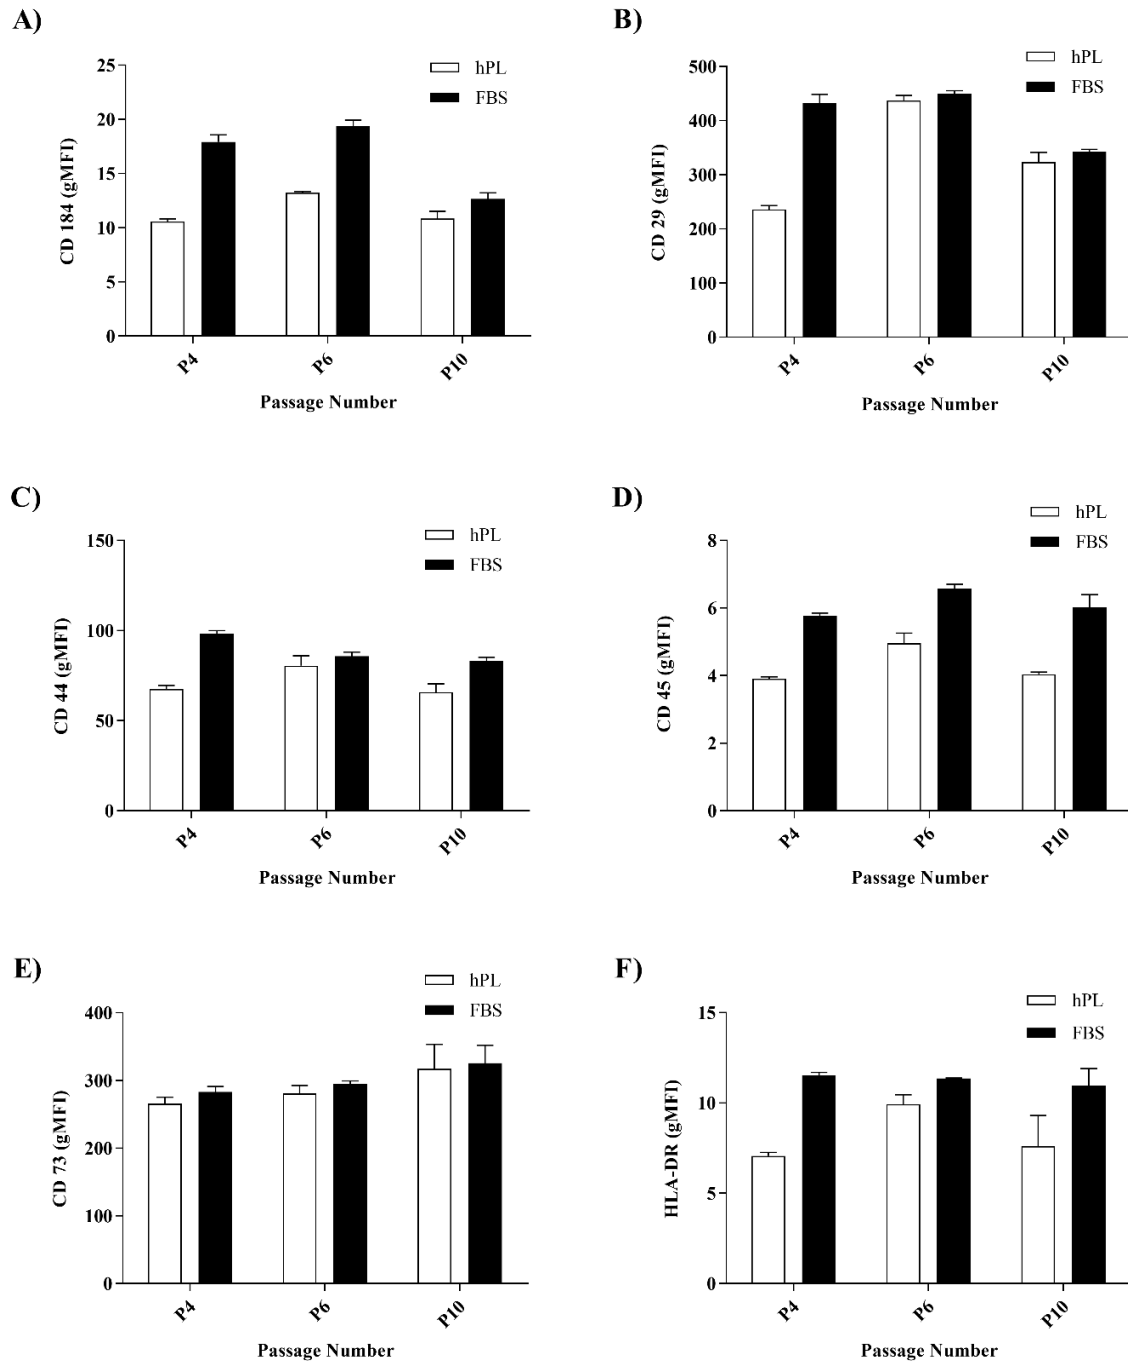 A)
hPL
FBS
25
20
15
10
5
0
CD 184 (gMFI)
P4
P6
P10
Passage Number
B)
hPL
FBS
500
400
300
200
100
0
CD 29 (gMFI)
P4
P6
P10
Passage Number
C)
hPL
FBS
150
100
50
0
CD 44 (gMFI)
P4
P6
P10
Passage Number
D)
hPL
FBS
8
6
4
2
0
CD 45 (gMFI)
P4
P6
P10
Passage Number
E)
hPL
FBS
400
300
200
100
0
CD 73 (gMFI)
P4
P6
P10
Passage Number
F)
hPL
FBS
15
10
5
0
HLA-DR (gMFI)
P4
P6
P10
Passage Number